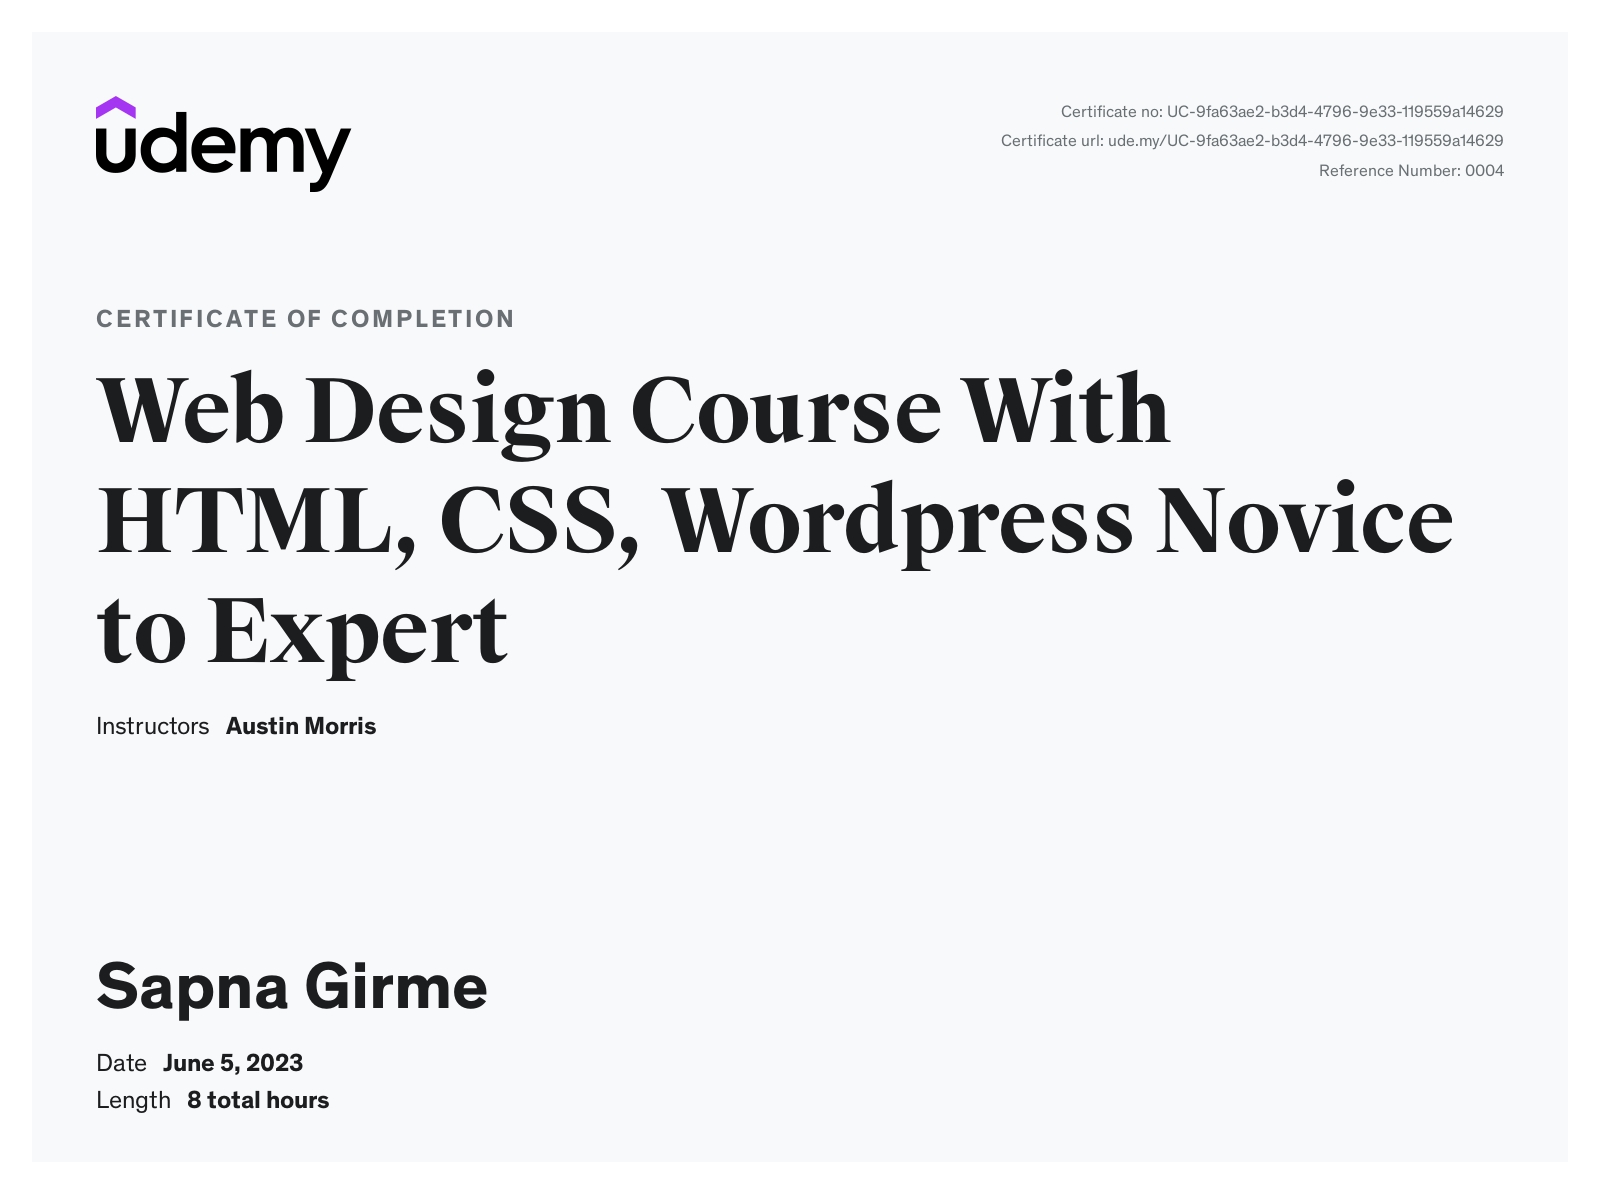 udemy
Certificate no: UC-9fa63ae2-b3d4-4796-9e33-119559a14629
Certificate url: ude.my/UC-9fa63ae2-b3d4-4796-9e33-119559a14629
Reference Number: 0004
CERTIFICATE OF COMPLETION
Web Design Course With
HTML, CSS, Wordpress Novice
to Expert
Instructors Austin Morris
Sapna Girme
Date June 5, 2023
Length 8 total hours